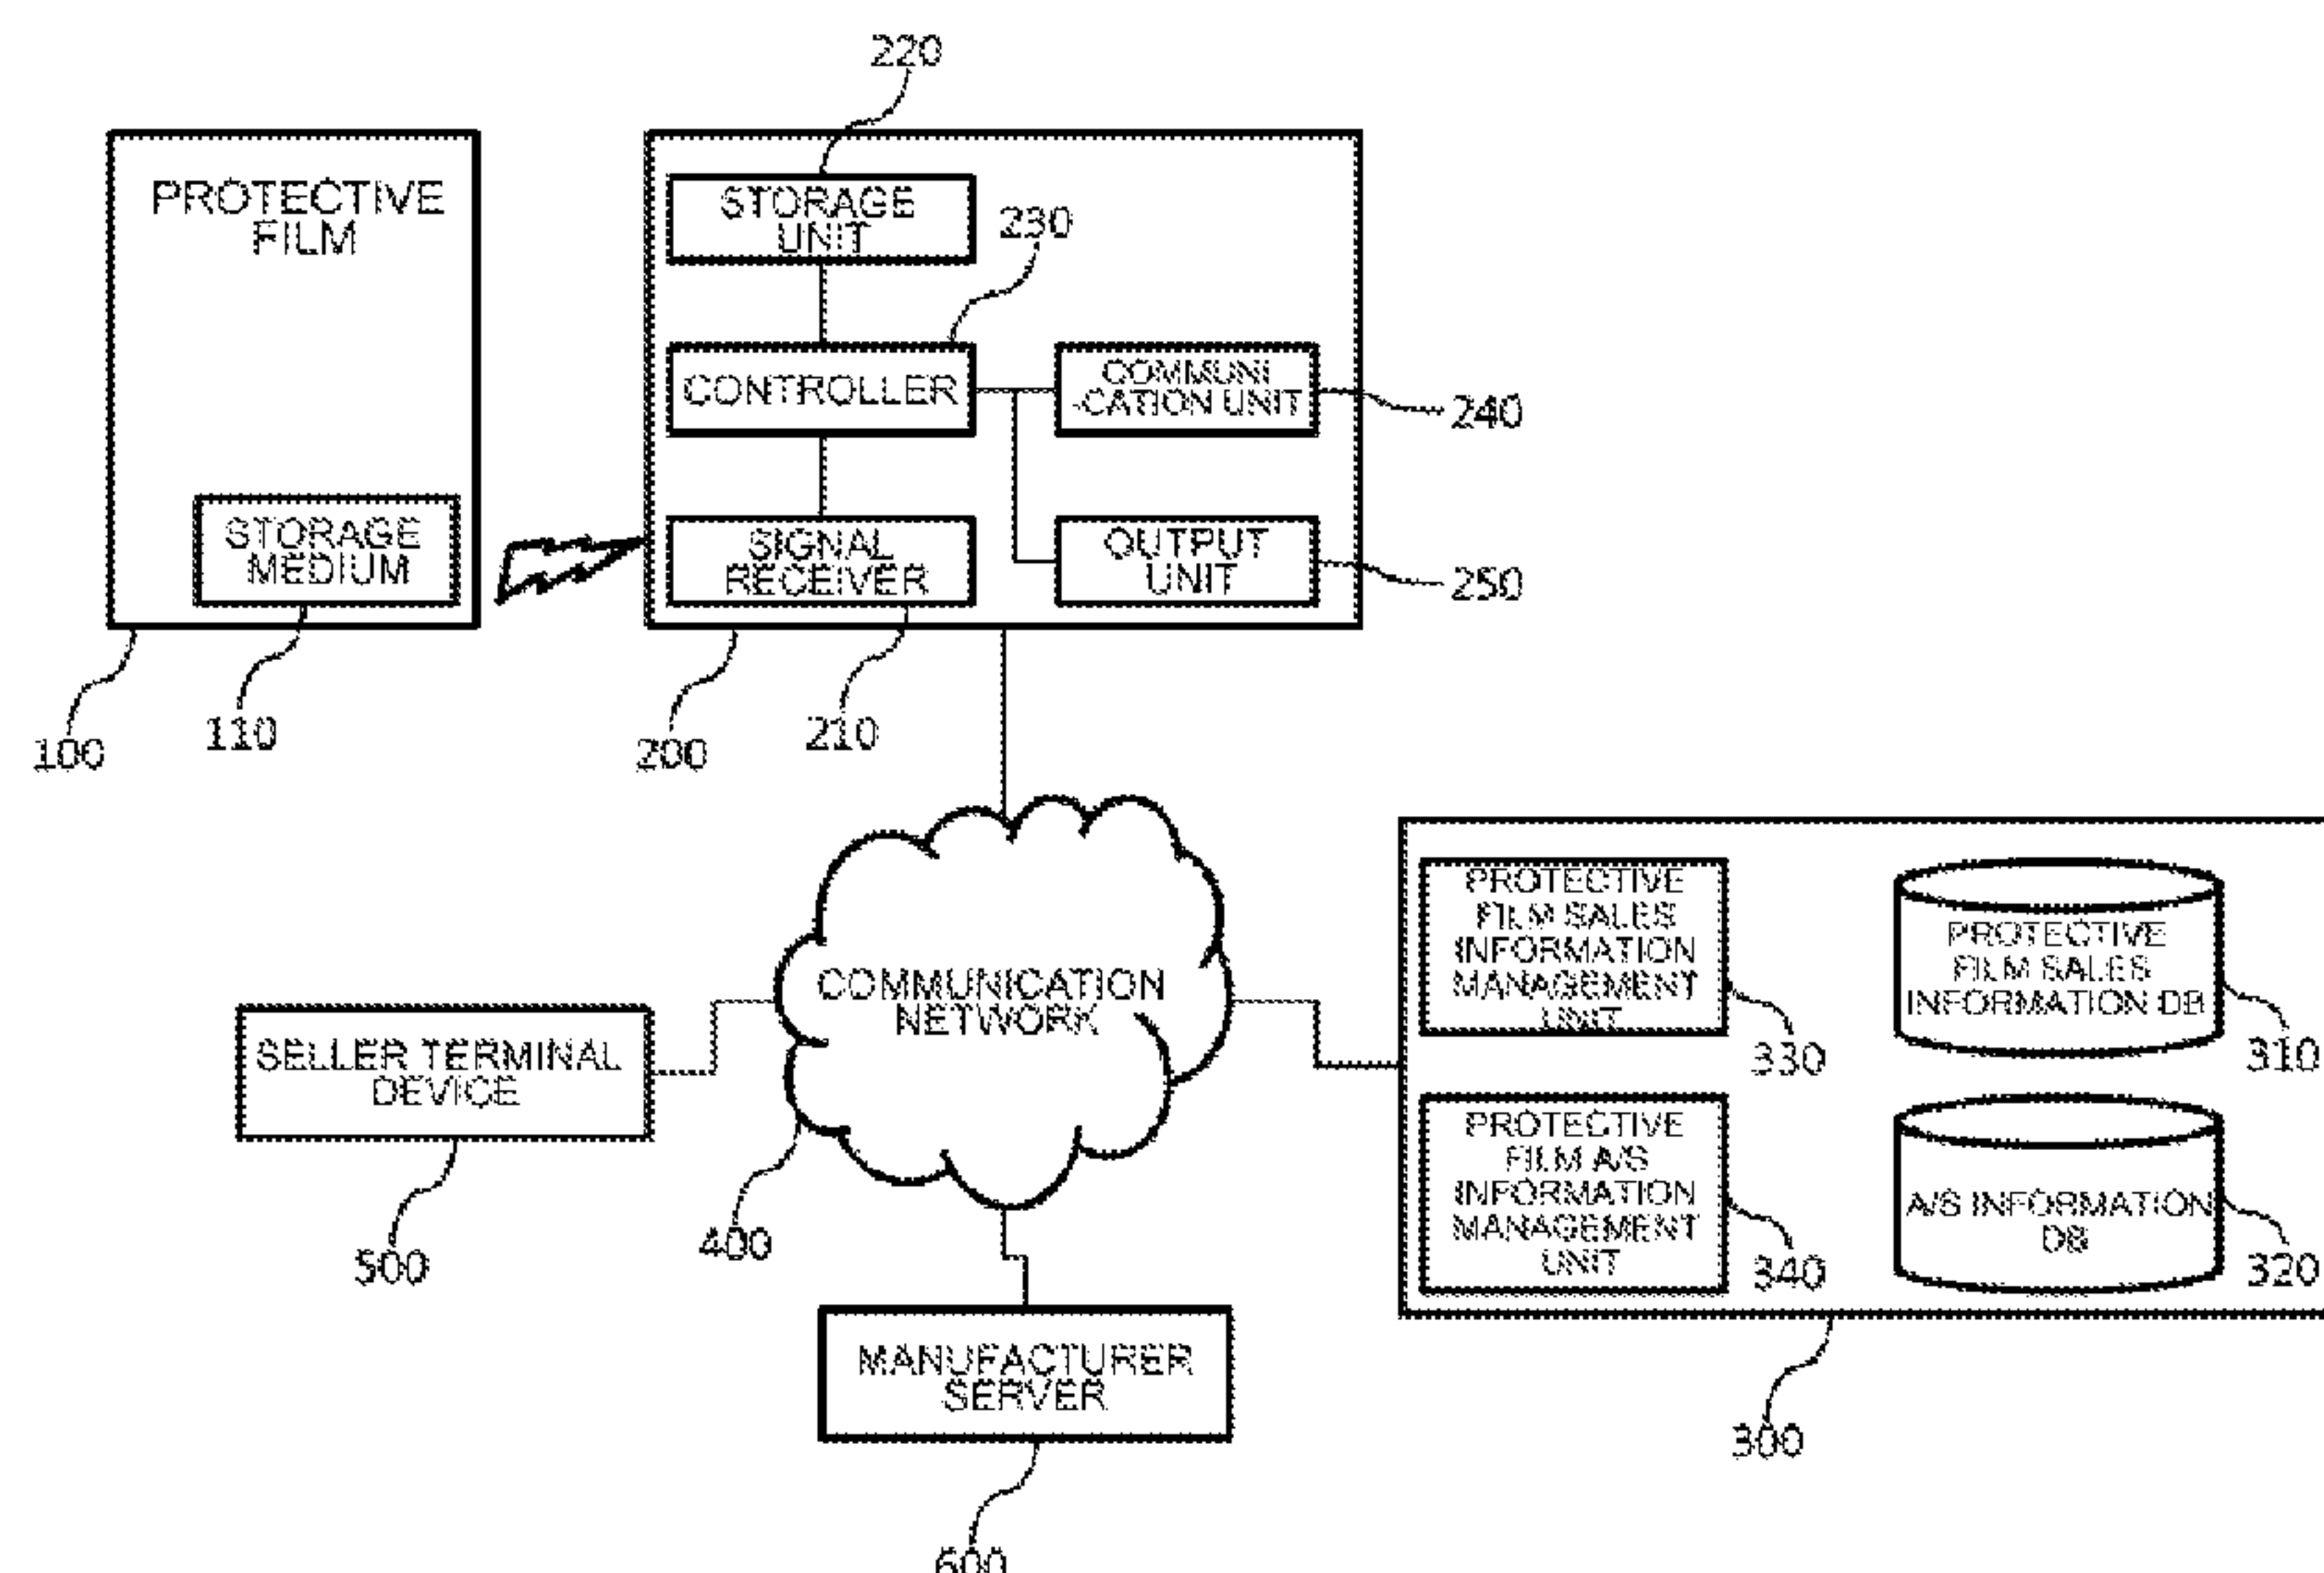 220
PROTECTIVE
FILM
STORAGE
UNIT
230
CONTROLLER
COMMUNI
-CATION UNIT
240
STORAGE
MEDIUM
SIGNAL
RECEIVER
OUTPUT
UNIT
250
100
110
200
210
PROTECTIVE
FILM SALES
INFORMATION
MANAGEMENT
UNIT
330
PROTECTIVE
FILM SALES
INFORMATION DB
310
COMMUNICATION
NETWORK
SELLER TERMINAL
DEVICE
500
400
PROTECTIVE
FILM A/S
INFORMATION
MANAGEMENT
UNIT
340
A/S INFORMATION
DB
320
MANUFACTURER
SERVER
300
600